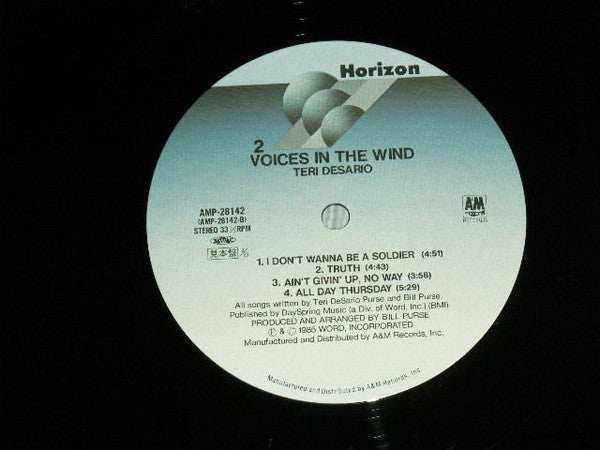 Horizon
2
VOICES IN THE WIND
TERI DESARIO
AMP-28142
(AMP-28142-B)
STEREO 33 1/3 RPM
見本盤
A&M
RECORDS
1. I DON'T WANNA BE A SOLDIER (4:51)
2. TRUTH (4:43)
3. AIN'T GIVIN' UP, NO WAY (3:56)
4. ALL DAY THURSDAY (5:29)
All songs written by Teri DeSario Purse and Bill Purse.
Published by DaySpring Music (a Div. of Word, Inc.) (BMI)
PRODUCED AND ARRANGED BY BILL PURSE
Ⓟ & © 1985 WORD, INCORPORATED
Manufactured and Distributed by A&M Records, Inc.
Manufactured and Distributed by A&M Records, Inc.